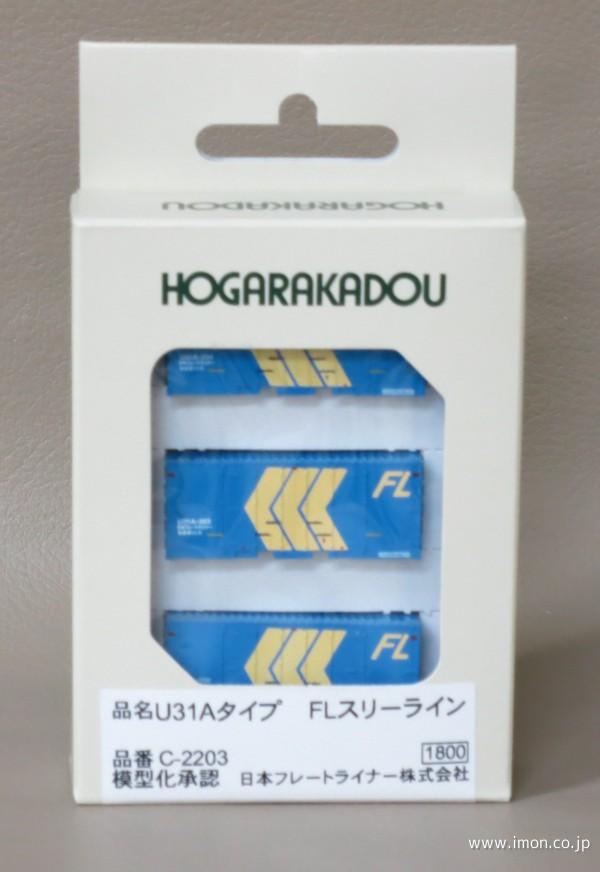 HOGARAKADOU
HOGARAKADOU
FL
FL
品名U31Aタイプ　FLスリーライン
品番 C-2203
1800
模型化承認　日本フレートライナー株式会社
www.imon.co.jp